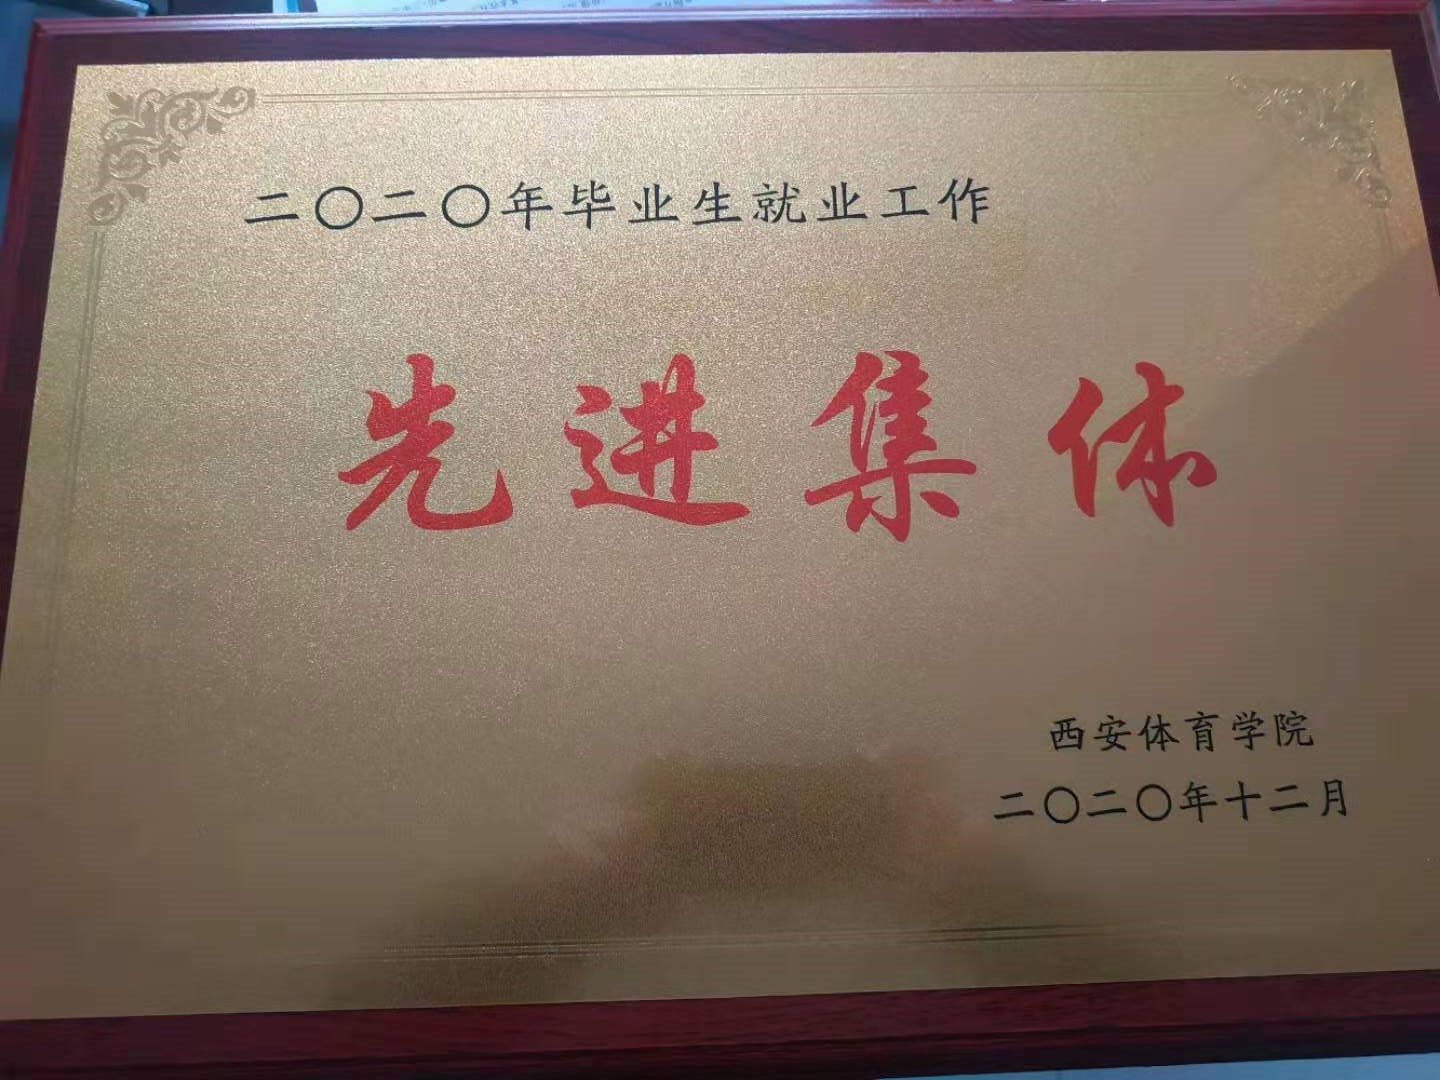 二〇二〇年毕业生就业工作
先进集体
西安体育学院
二〇二〇年十二月